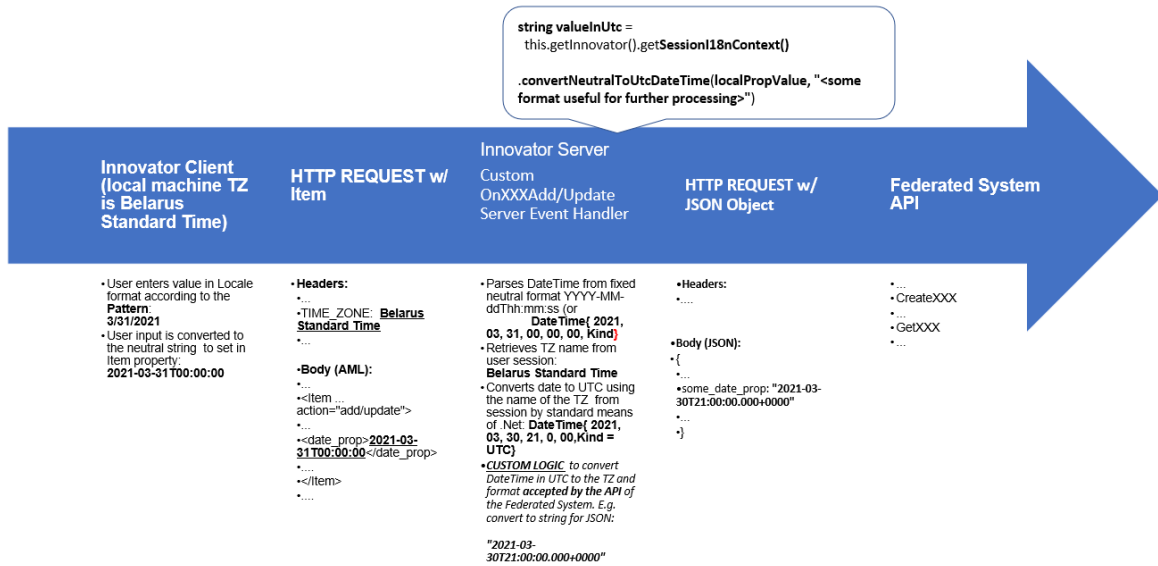 string valueInUtc =
this.getInnovator().getSessionI18nContext()
.convertNeutralToUtcDateTime(localPropValue, "<some
format useful for further processing>")
Innovator Client
(local machine TZ
is Belarus
Standard Time)
HTTP REQUEST w/
Item
Innovator Server
Custom
OnXXXAdd/Update
Server Event Handler
HTTP REQUEST w/
JSON Object
Federated System
API
•User enters value in Locale
format according to the
Pattern:
3/31/2021
•User input is converted to
the neutral string to set in
Item property:
2021-03-31T00:00:00
•Headers:
•...
•TIME_ZONE: Belarus
Standard Time
•...
•Body (AML):
•...
•<Item ...
action="add/update">
•...
•<date_prop>2021-03-
31T00:00:00</date_prop>
•....
•</Item>
•....
•Parses DateTime from fixed
neutral format YYYY-MM-
ddThh:mm:ss (or
DateTime{ 2021,
03, 31, 00, 00, 00, Kind}
•Retrieves TZ name from
user session:
Belarus Standard Time
•Converts date to UTC using
the name of the TZ from
session by standard means
of .Net: DateTime{ 2021,
03, 30, 21, 0, 00,Kind =
UTC}
•CUSTOM LOGIC to convert
DateTime in UTC to the TZ and
format accepted by the API of
the Federated System. E.g.
convert to string for JSON:
"2021-03-
30T21:00:00.000+0000"
•Headers:
•....
•Body (JSON):
•{
•...
•some_date_prop: "2021-03-
30T21:00:00.000+0000"
•...
•}
•...
•CreateXXX
•...
•GetXXX
•...